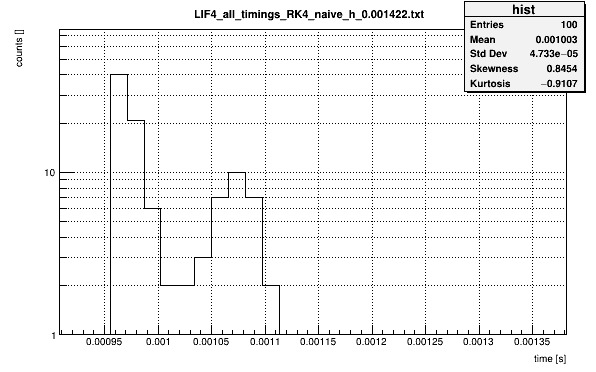 LIF4_all_timings_RK4_naive_h_0.001422.txt
hist
Entries 100
Mean 0.001003
Std Dev 4.733e−05
Skewness 0.8454
Kurtosis −0.9107
counts []
10
1
0.00095 0.001 0.00105 0.0011 0.00115 0.0012 0.00125 0.0013 0.00135
time [s]